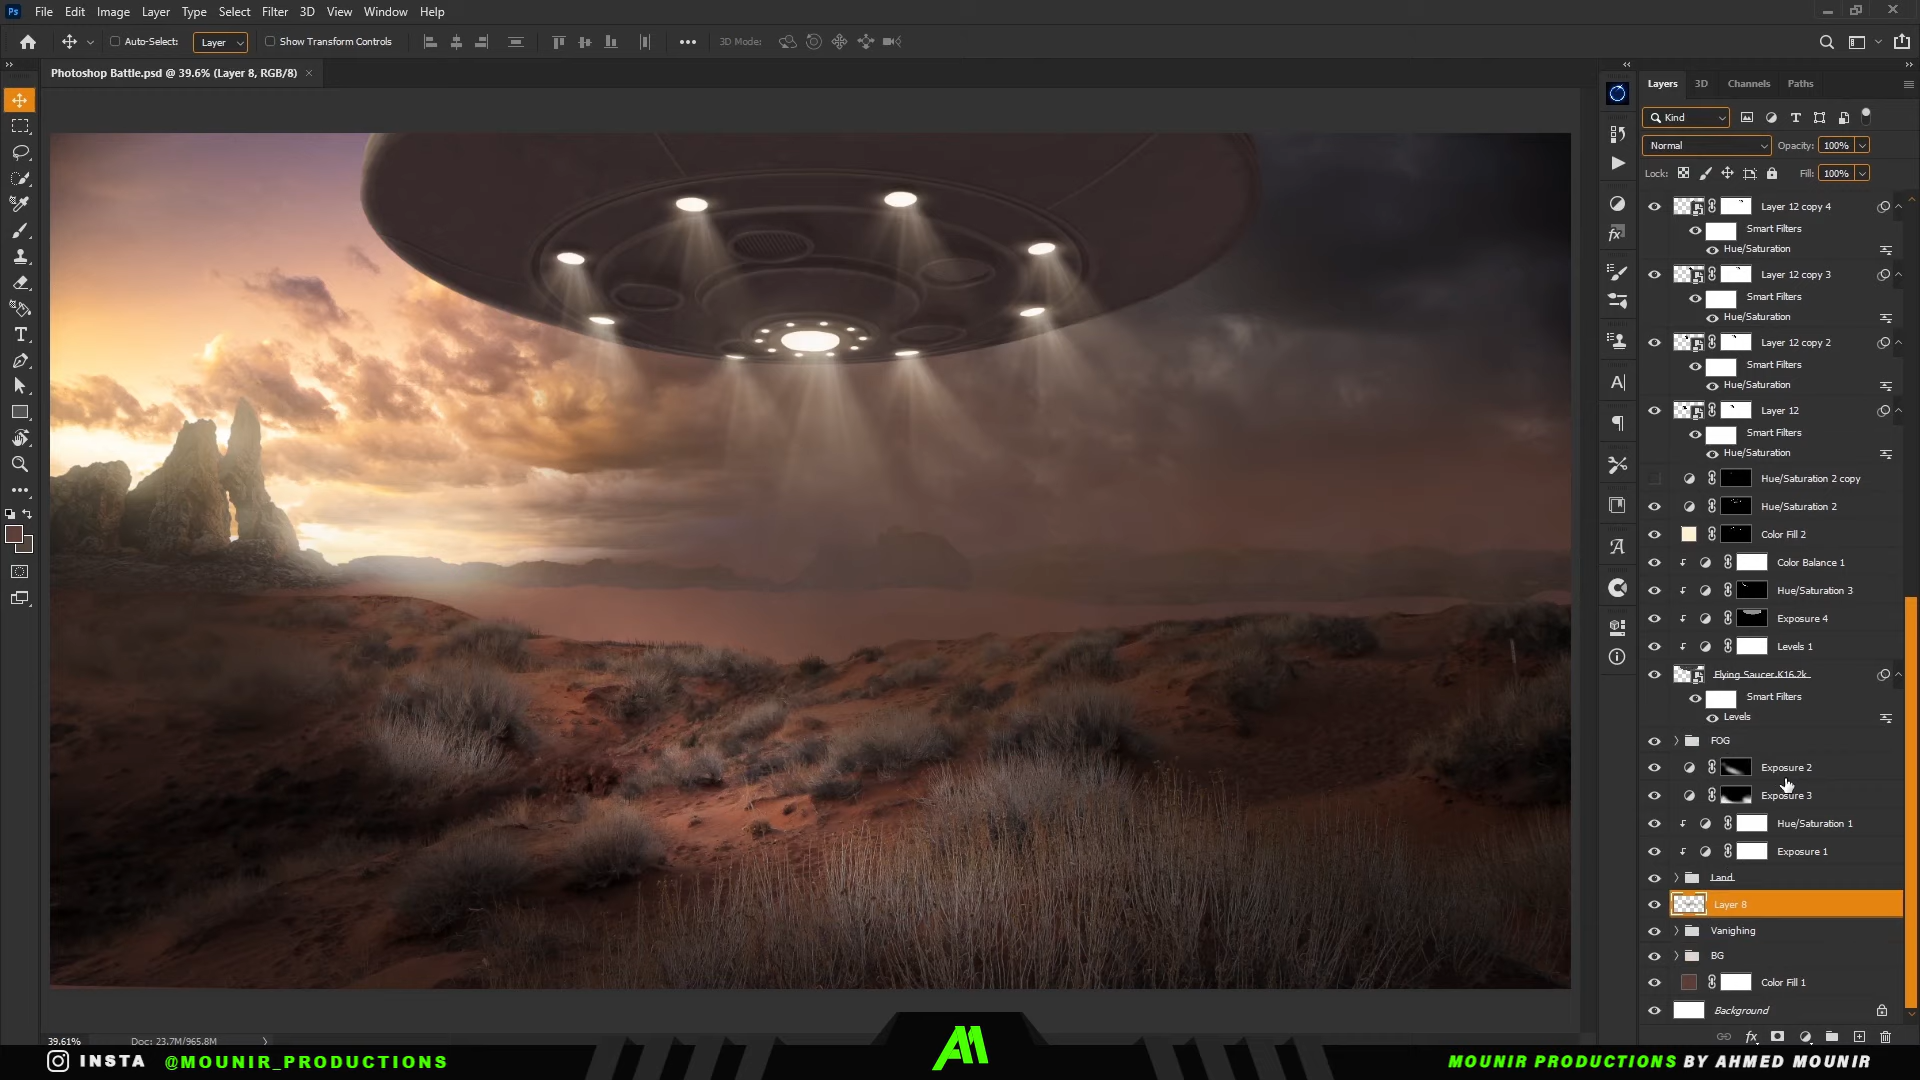 Ps File Edit Image Layer Type Select Filter 3D View Window Help
Auto-Select: Layer Show Transform Controls 3D Mode:
Photoshop Battle.psd @ 39.6% (Layer 8, RGB/8)
Layers 3D Channels Paths
Kind
Normal Opacity: 100%
Lock: Fill: 100%
Layer 12 copy 4
Smart Filters
Hue/Saturation
Layer 12 copy 3
Smart Filters
Hue/Saturation
Layer 12 copy 2
Smart Filters
Hue/Saturation
Layer 12
Smart Filters
Hue/Saturation
Hue/Saturation 2 copy
Hue/Saturation 2
Color Fill 2
Color Balance 1
Hue/Saturation 3
Exposure 4
Levels 1
Flying Saucer.K16.2k
Smart Filters
Levels
FOG
Exposure 2
Exposure 3
Hue/Saturation 1
Exposure 1
Land
Layer 8
Vanighing
BG
Color Fill 1
Background
39.61% Doc: 23.7M/965.8M
INSTA @MOUNIR_PRODUCTIONS
AM
MOUNIR PRODUCTIONS BY AHMED MOUNIR